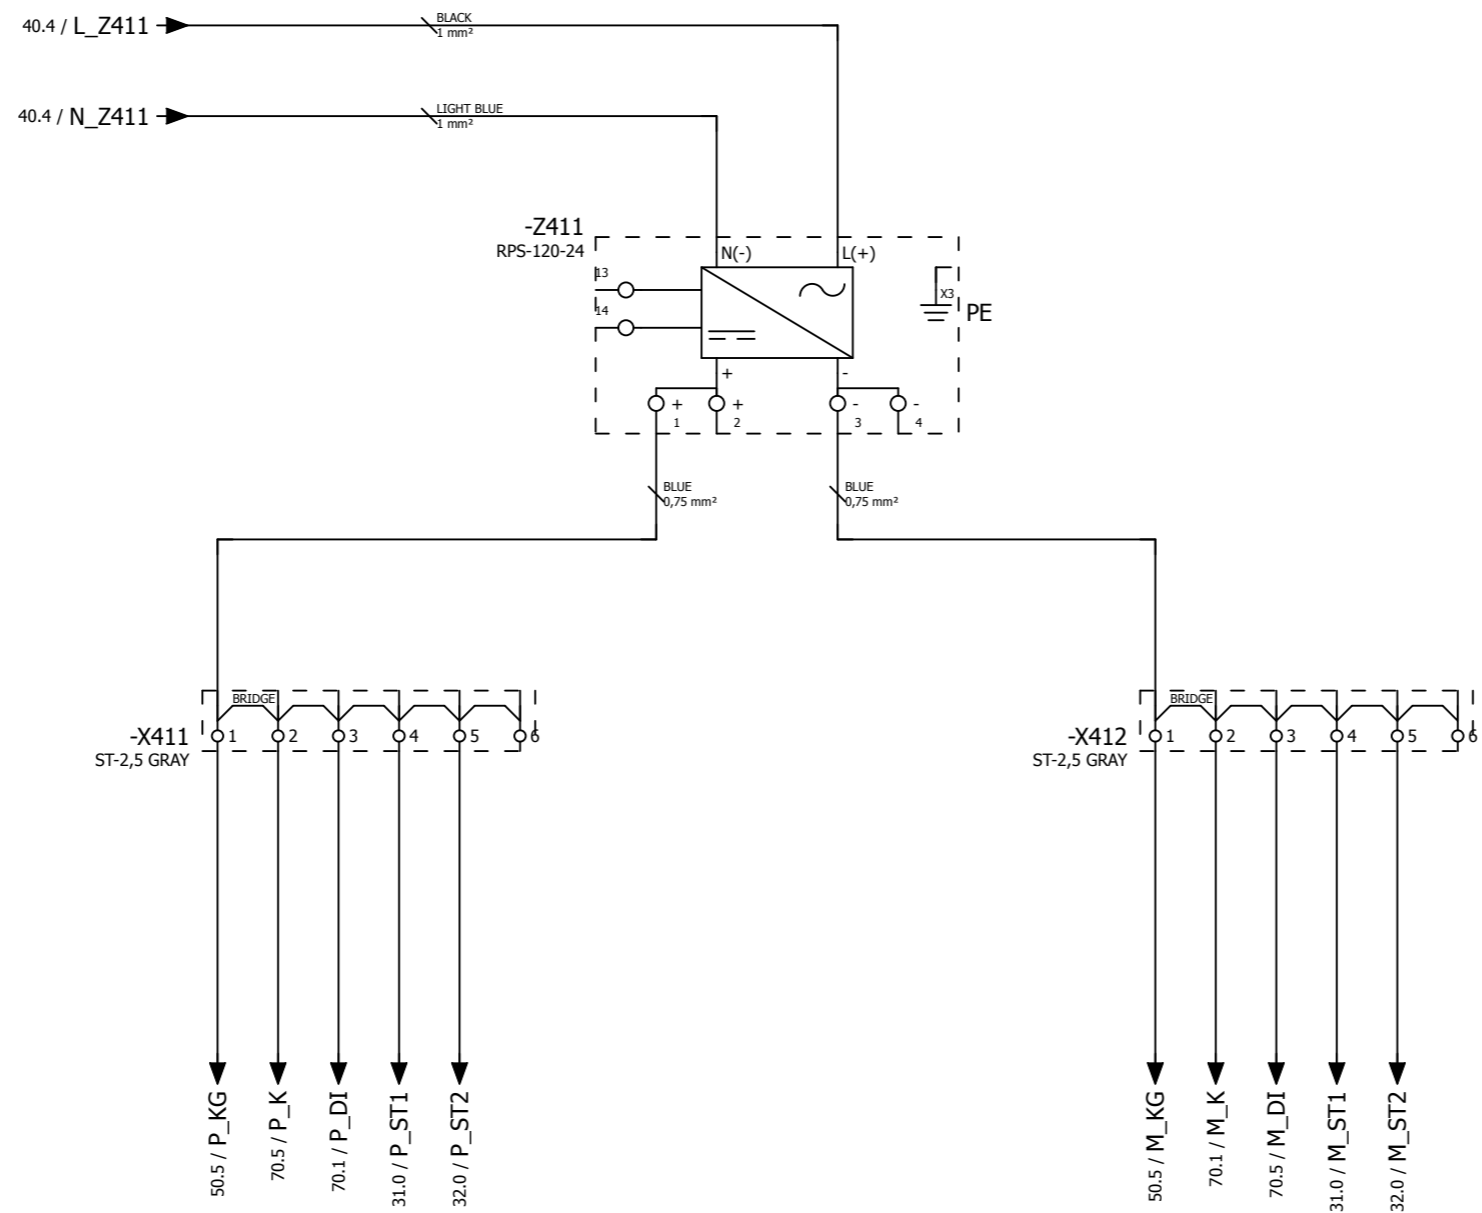 40.4 / L_Z411
BLACK
1 mm²
40.4 / N_Z411
LIGHT BLUE
1 mm²
-Z411
RPS-120-24
N(-)
L(+)
13
14
X3
PE
+
-
+
+
-
-
1
2
3
4
BLUE
0,75 mm²
BLUE
0,75 mm²
BRIDGE
-X411
ST-2,5 GRAY
1
2
3
4
5
6
BRIDGE
-X412
ST-2,5 GRAY
1
2
3
4
5
6
50.5 / P_KG
70.5 / P_K
70.1 / P_DI
31.0 / P_ST1
32.0 / P_ST2
50.5 / M_KG
70.1 / M_K
70.5 / M_DI
31.0 / M_ST1
32.0 / M_ST2